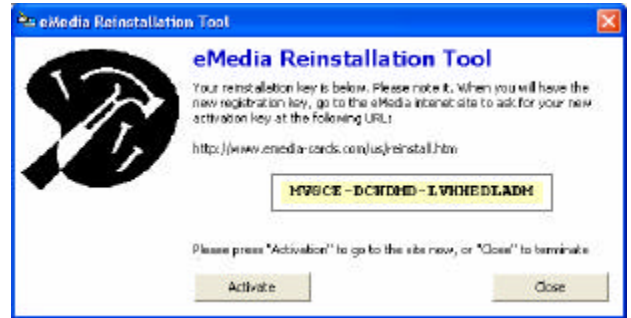 eMedia Reinstallation Tool
eMedia Reinstallation Tool
Your reinstallation key is below. Please note it. When you will have the
new registration key, go to the eMedia internet site to ask for your new
activation key at the following URL:
http://www.emedia-cards.com/us/reinstall.htm
Please press "Activation" to go to the site now, or "Close" to terminate
Activate
Close